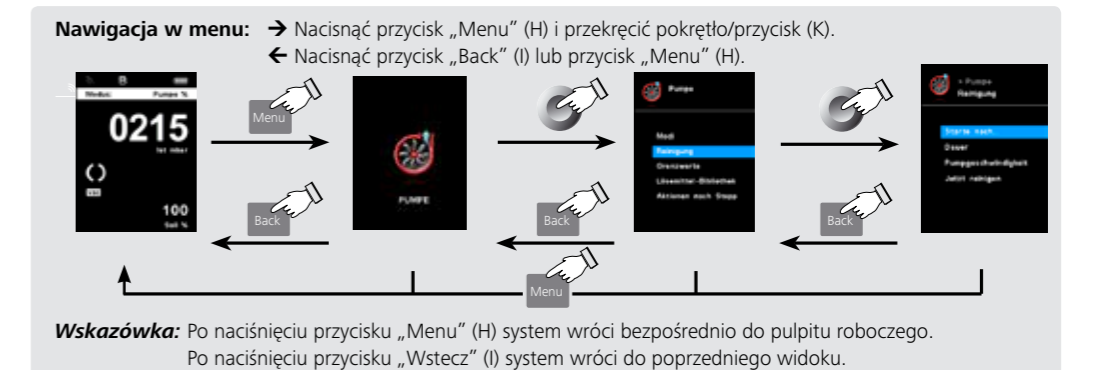 Nawigacja w menu: → Nacisnąć przycisk „Menu” (H) i przekręcić pokrętło/przycisk (K).
← Nacisnąć przycisk „Back” (I) lub przycisk „Menu” (H).
Modus: Pumpe %
0215
Ist mbar
100
Soll %
Menu
Back
PUMPE
Back
Pumpe
Modi
Reinigung
Grenzwerte
Lösemittel-Bibliothek
Aktionen nach Stopp
Back
« Pumpe
Reinigung
Starte nach..
Dauer
Pumpgeschwindigkeit
Jetzt reinigen
Menu
Wskazówka: Po naciśnięciu przycisku „Menu” (H) system wróci bezpośrednio do pulpitu roboczego.
Po naciśnięciu przycisku „Wstecz” (I) system wróci do poprzedniego widoku.